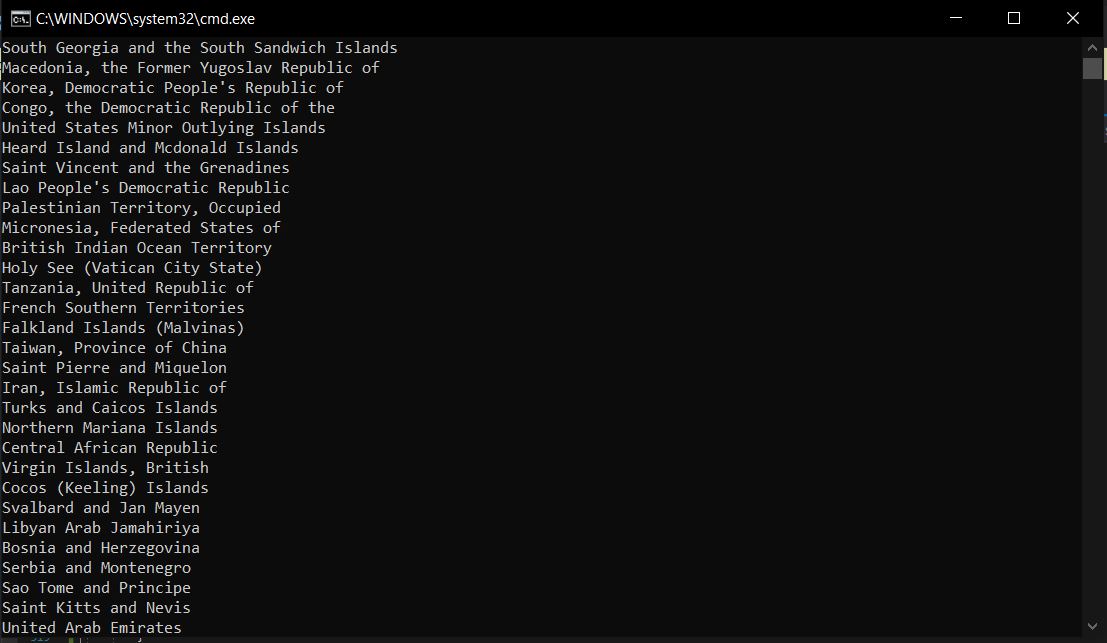 C:\WINDOWS\system32\cmd.exe
South Georgia and the South Sandwich Islands
Macedonia, the Former Yugoslav Republic of
Korea, Democratic People's Republic of
Congo, the Democratic Republic of the
United States Minor Outlying Islands
Heard Island and Mcdonald Islands
Saint Vincent and the Grenadines
Lao People's Democratic Republic
Palestinian Territory, Occupied
Micronesia, Federated States of
British Indian Ocean Territory
Holy See (Vatican City State)
Tanzania, United Republic of
French Southern Territories
Falkland Islands (Malvinas)
Taiwan, Province of China
Saint Pierre and Miquelon
Iran, Islamic Republic of
Turks and Caicos Islands
Northern Mariana Islands
Central African Republic
Virgin Islands, British
Cocos (Keeling) Islands
Svalbard and Jan Mayen
Libyan Arab Jamahiriya
Bosnia and Herzegovina
Serbia and Montenegro
Sao Tome and Principe
Saint Kitts and Nevis
United Arab Emirates